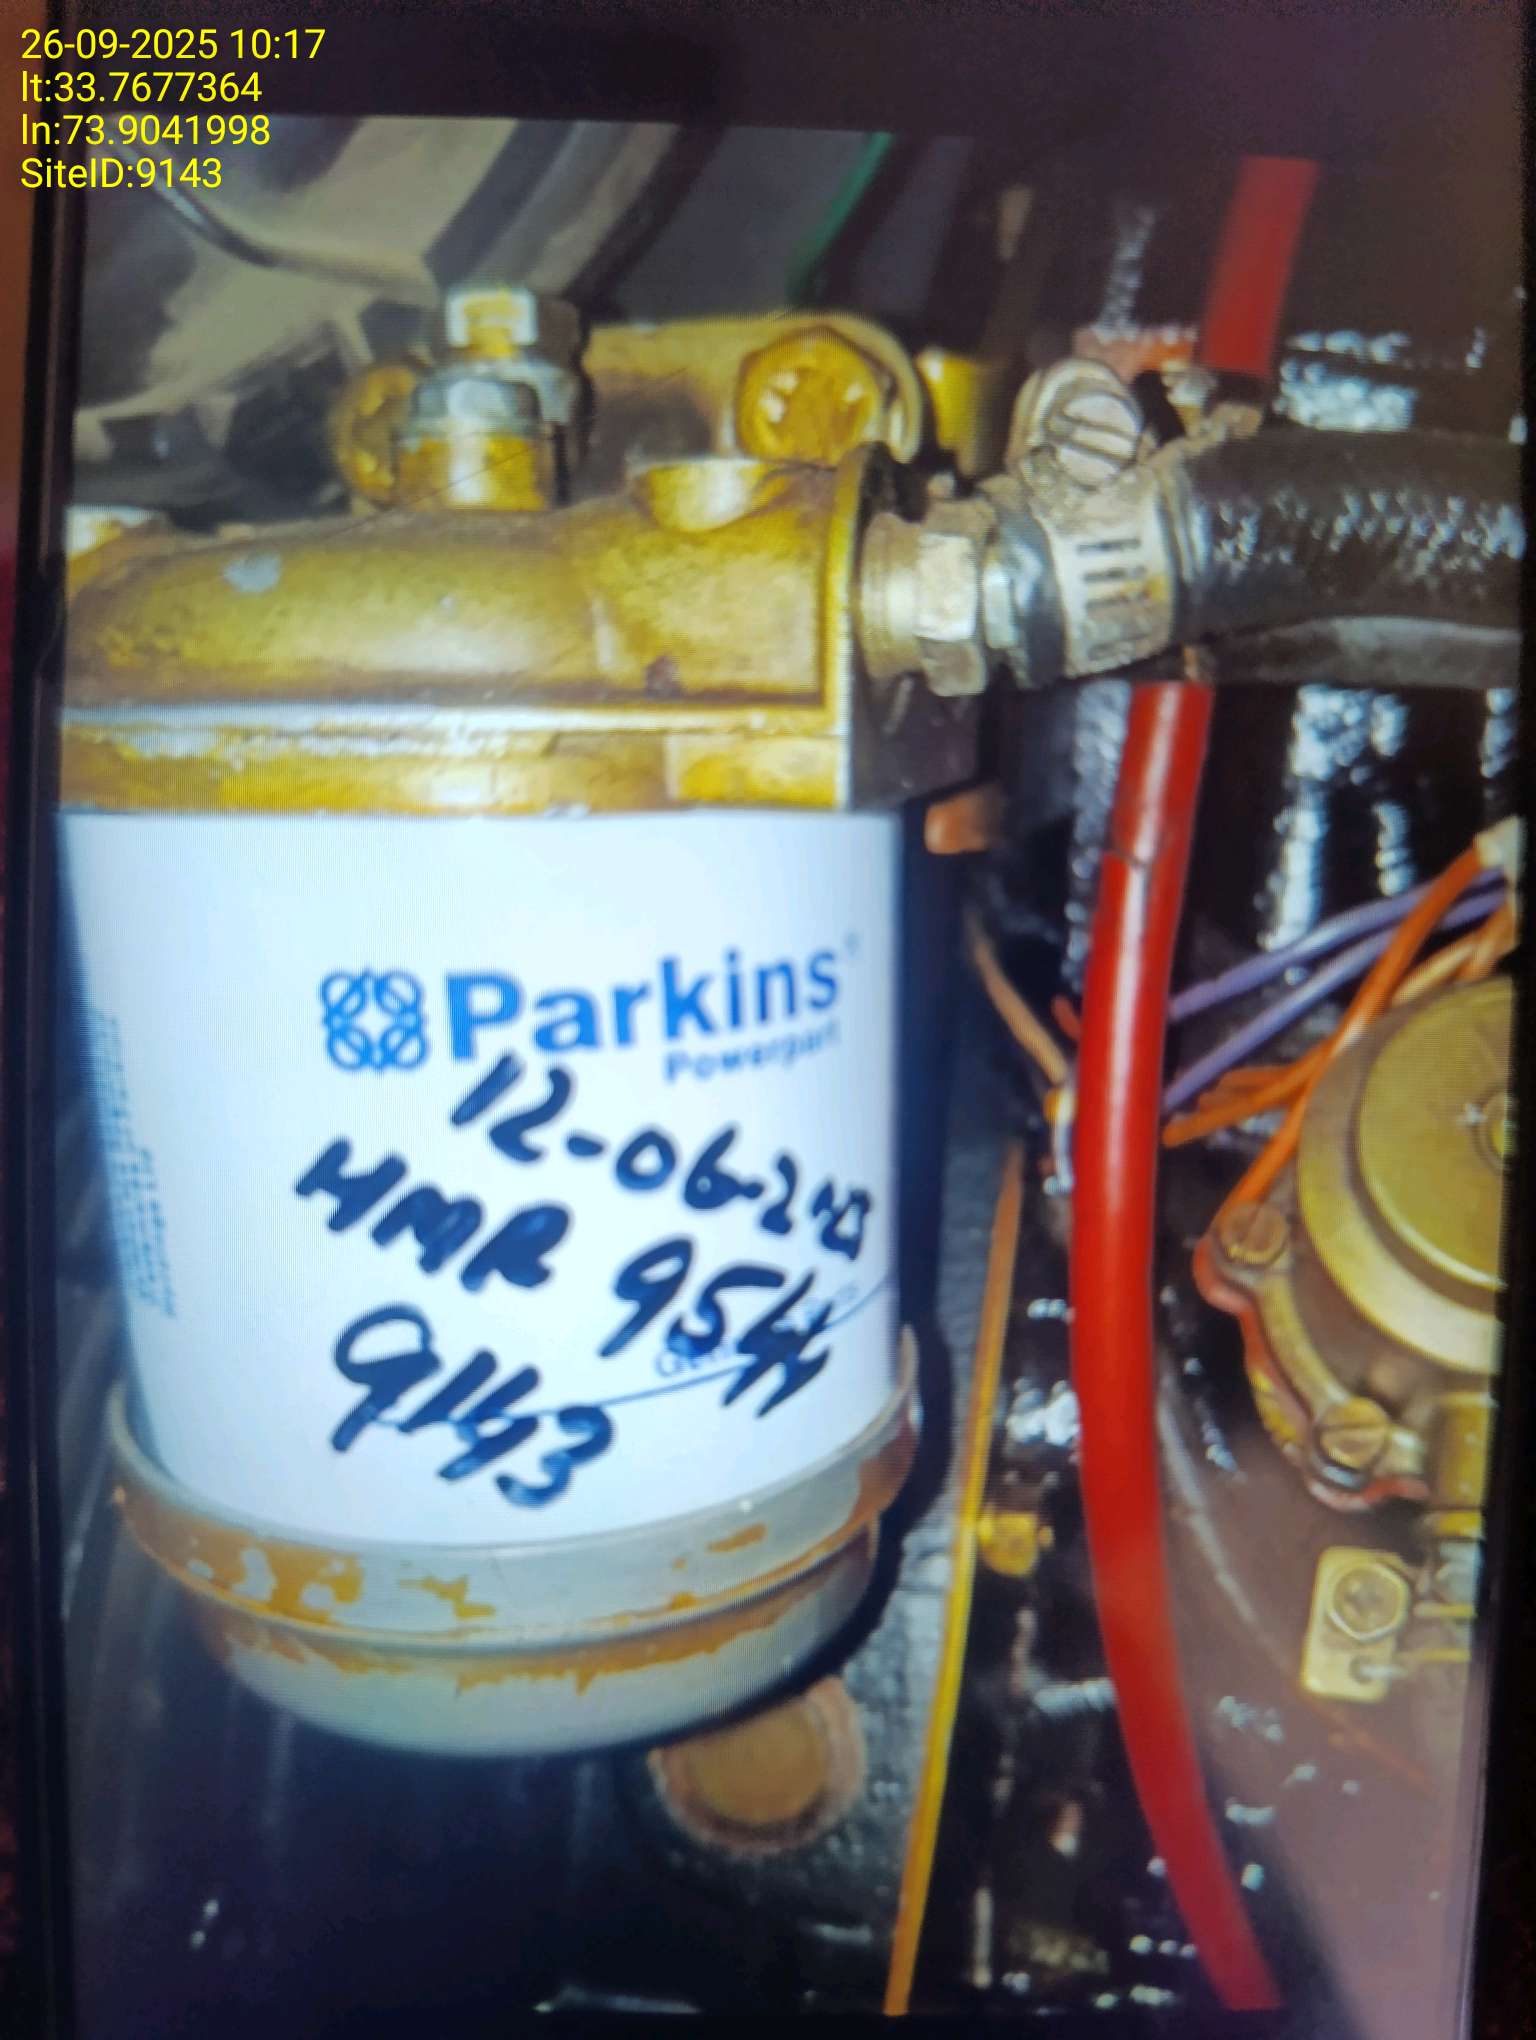 26-09-2025 10:17
lt:33.7677364
ln:73.9041998
SiteID:9143
Parkins
Powerpart
12-06-2
HMR
9143